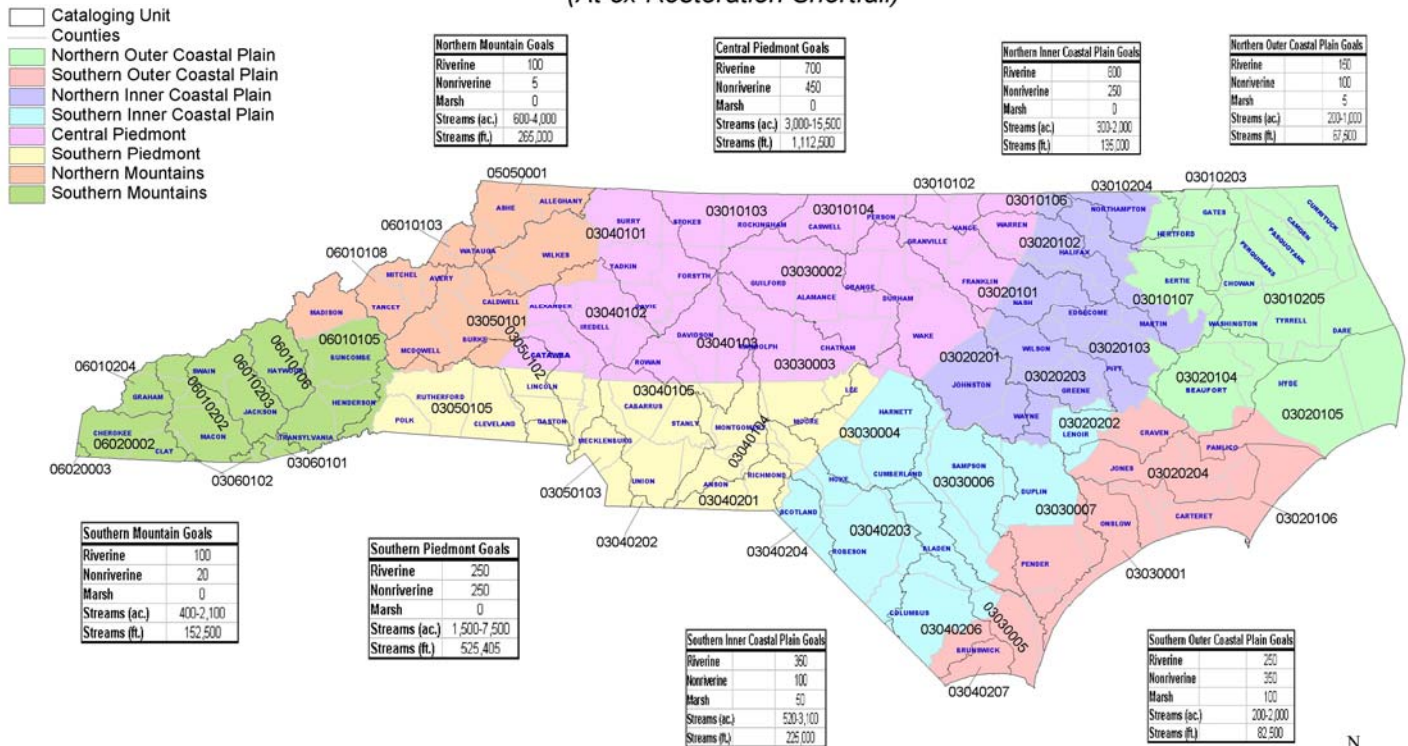 (At 5x Restoration Shortfall)
Cataloging Unit
Counties
Northern Outer Coastal Plain
Southern Outer Coastal Plain
Northern Inner Coastal Plain
Southern Inner Coastal Plain
Central Piedmont
Southern Piedmont
Northern Mountains
Southern Mountains
Northern Mountain Goals
Riverine 100
Nonriverine 5
Marsh 0
Streams (ac.) 600-4,000
Streams (ft.) 265,000
Central Piedmont Goals
Riverine 700
Nonriverine 450
Marsh 0
Streams (ac.) 3,000-15,500
Streams (ft.) 1,112,500
Northern Inner Coastal Plain Goals
Riverine
Nonriverine 250
Marsh 0
Streams (ac.) 300-2,000
Streams (ft.) 135,000
Northern Outer Coastal Plain Goals
Riverine 150
Nonriverine 100
Marsh 5
Streams (ac.) 200-1,000
Streams (ft.) 67,500
05050001
06010103
06010108
03040101
03010103
03010104
03010102
03010106
03010204
03010203
ASHE
ALLEGHANY
SURRY
STOKES
ROCKINGHAM
CASWELL
PERSON
GRANVILLE
VANCE
WARREN
NORTHAMPTON
GATES
HERTFORD
CURRITUCK
CAMDEN
PASQUOTANK
PERQUIMANS
WATAUGA
WILKES
YADKIN
FORSYTH
GUILFORD
03030002
ALAMANCE
ORANGE
DURHAM
FRANKLIN
03020102
HALIFAX
03020101
NASH
BERTIE
CHOWAN
03010107
03010205
MITCHEL
AVERY
YANCEY
MADISON
CALDWELL
ALEXANDER
DAVIE
03040102
IREDELL
DAVIDSON
03040103
RANDOLPH
CHATHAM
WAKE
EDGECOME
MARTIN
WASHINGTON
TYRRELL
DARE
03050101
BURKE
MCDOWELL
03050102
CATAWBA
ROWAN
03030003
03020201
WILSON
03020103
PITT
03020104
BEAUFORT
HYDE
03020105
06010105
BUNCOMBE
06010106
HAYWOOD
06010204
SWAIN
06010203
06010202
GRAHAM
JACKSON
HENDERSON
CHEROKEE
06020002
MACON
CLAY
TRANSYLVANIA
06020003
03060102
03060101
RUTHERFORD
03050105
POLK
CLEVELAND
LINCOLN
GASTON
MECKLENBURG
03040105
CABARRUS
STANLY
MONTGOMERY
03040104
MOORE
LEE
JOHNSTON
03020203
GREENE
WAYNE
03020202
LENOIR
CRAVEN
PAMLICO
HARNETT
03030004
JONES
03020204
UNION
ANSON
RICHMOND
03040201
03050103
03040202
HOKE
CUMBERLAND
SAMPSON
03030006
DUPLIN
03030007
ONSLOW
CARTERET
03020106
SCOTLAND
03040204
03040203
ROBESON
BLADEN
PENDER
03030001
COLUMBUS
03040206
03030005
BRUNSWICK
03040207
Southern Mountain Goals
Riverine 100
Nonriverine 20
Marsh 0
Streams (ac.) 400-2,100
Streams (ft.) 152,500
Southern Piedmont Goals
Riverine 250
Nonriverine 250
Marsh 0
Streams (ac.) 1,500-7,500
Streams (ft.) 525,405
Southern Inner Coastal Plain Goals
Riverine 350
Nonriverine 100
Marsh 50
Streams (ac.) 520-3,100
Streams (ft.) 225,000
Southern Outer Coastal Plain Goals
Riverine 250
Nonriverine 350
Marsh 100
Streams (ac.) 200-2,000
Streams (ft.) 82,500
N